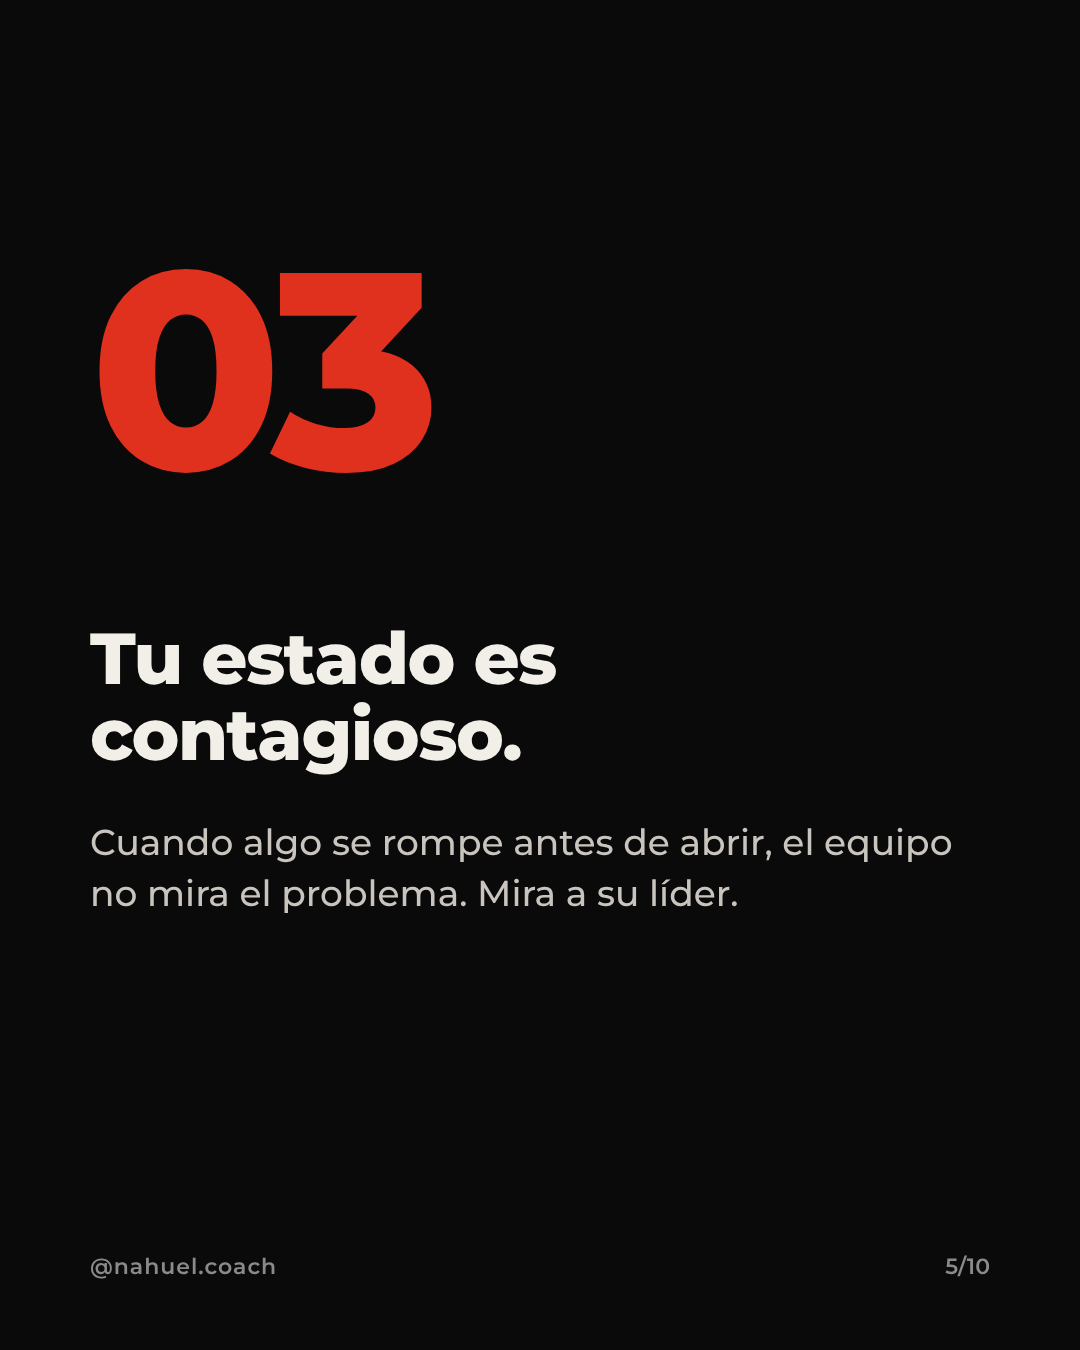 03
Tu estado es
contagioso.
Cuando algo se rompe antes de abrir, el equipo
no mira el problema. Mira a su líder.
@nahuel.coach
5/10